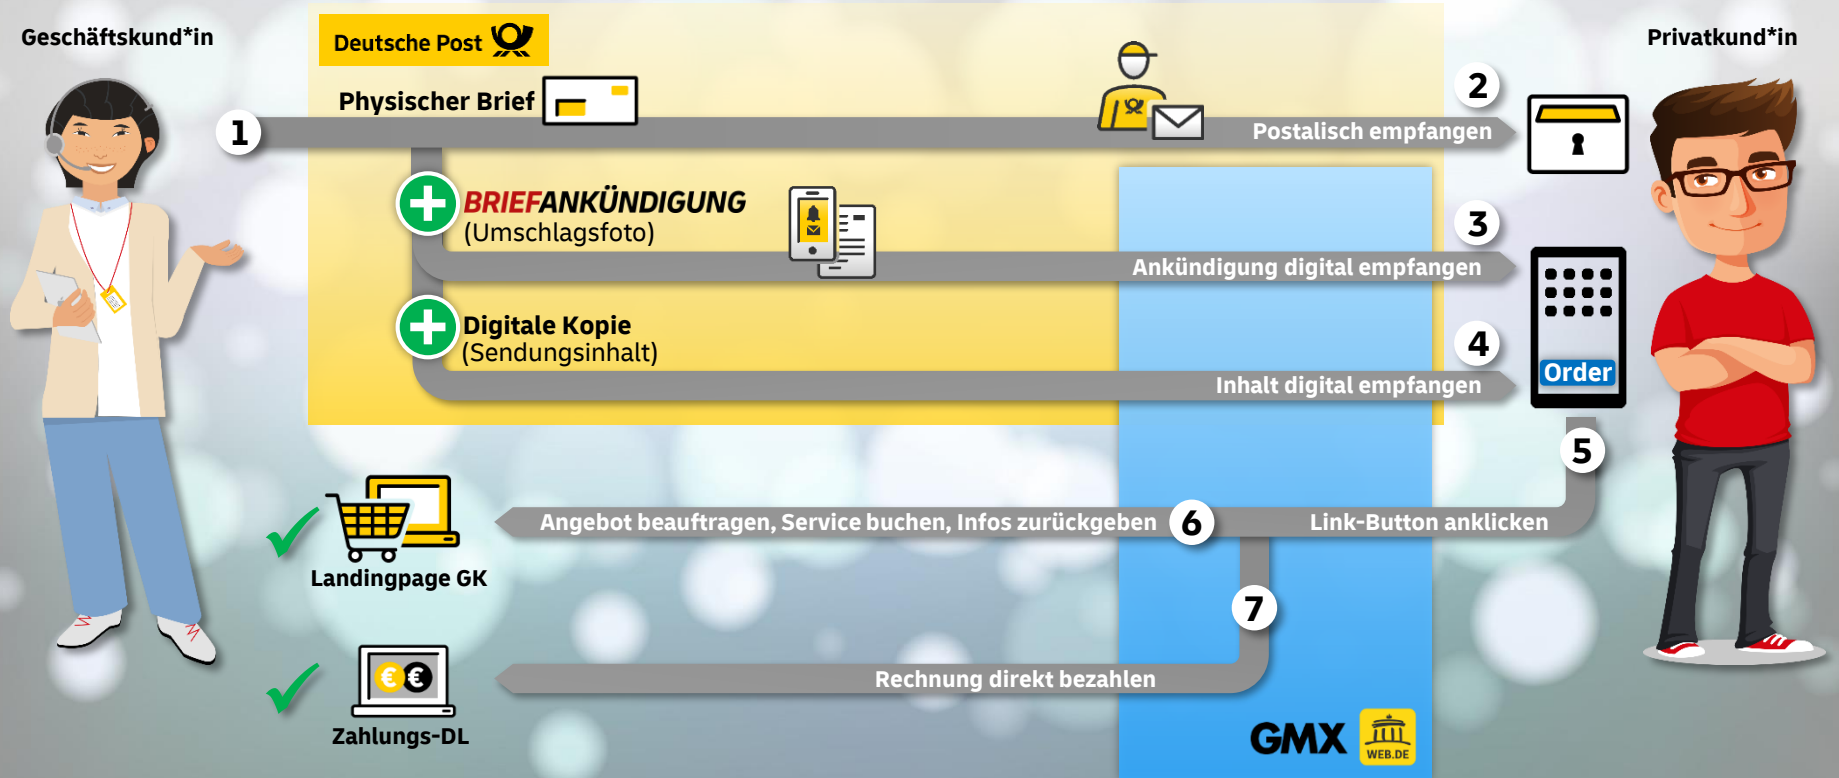 Geschäftskund*in
Deutsche Post
Privatkund*in
Physischer Brief
1
2
Postalisch empfangen
BRIEFANKÜNDIGUNG
(Umschlagsfoto)
3
Ankündigung digital empfangen
Digitale Kopie
(Sendungsinhalt)
4
Inhalt digital empfangen
Order
5
Angebot beauftragen, Service buchen, Infos zurückgeben
6
Link-Button anklicken
Landingpage GK
7
€€
Rechnung direkt bezahlen
Zahlungs-DL
GMX
WEB.DE